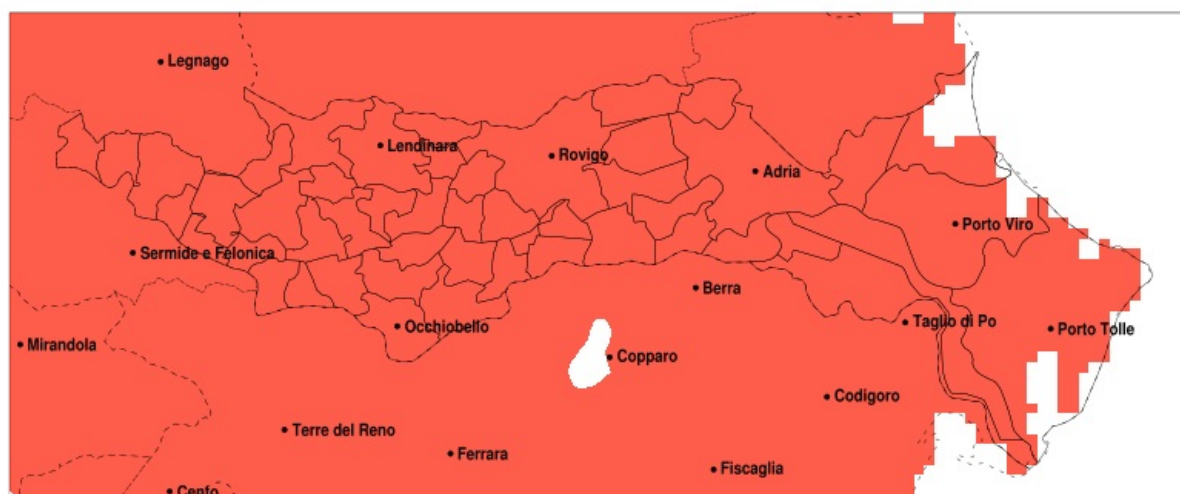 Legnago
Lendinara
Rovigo
Adria
Porto Viro
Sermide e Felonica
Berra
Taglio di Po
Porto Tolle
Occhiobello
Mirandola
Copparo
Codigoro
Terre del Reno
Ferrara
Fiscaglia
Cento